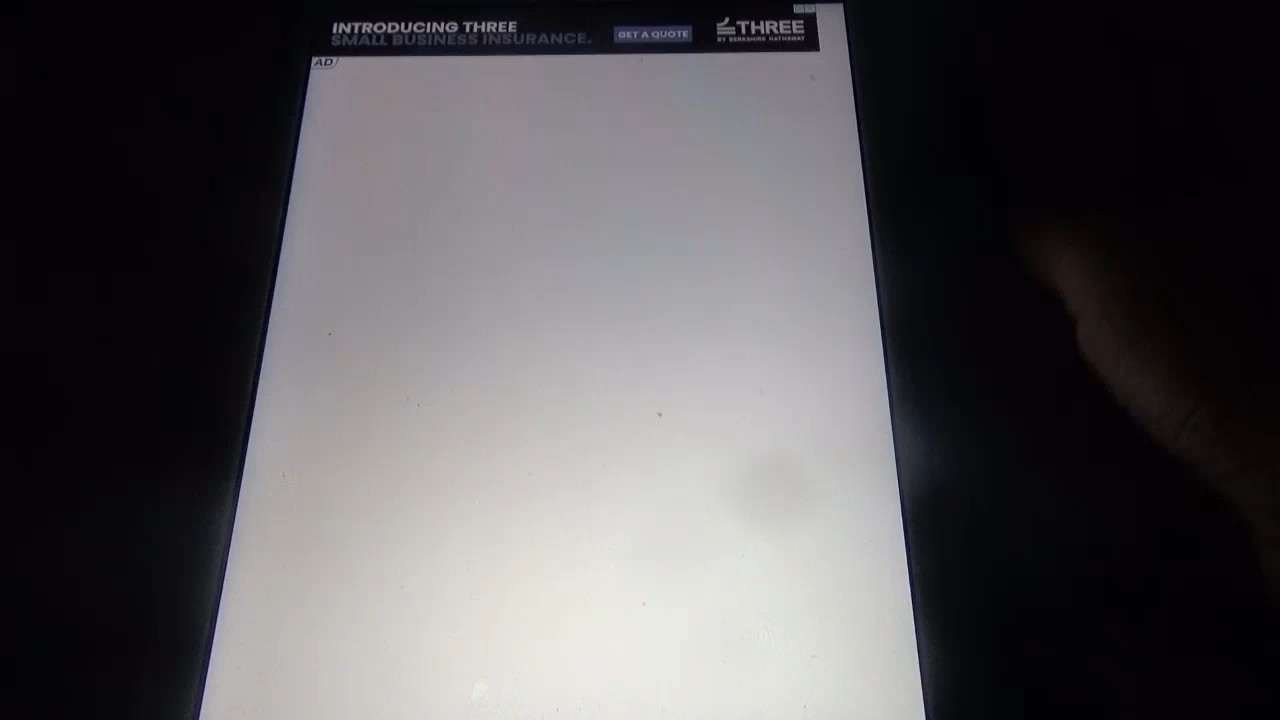 INTRODUCING THREE
SMALL BUSINESS INSURANCE.
GET A QUOTE
THREE
BY BERKSHIRE HATHAWAY
AD